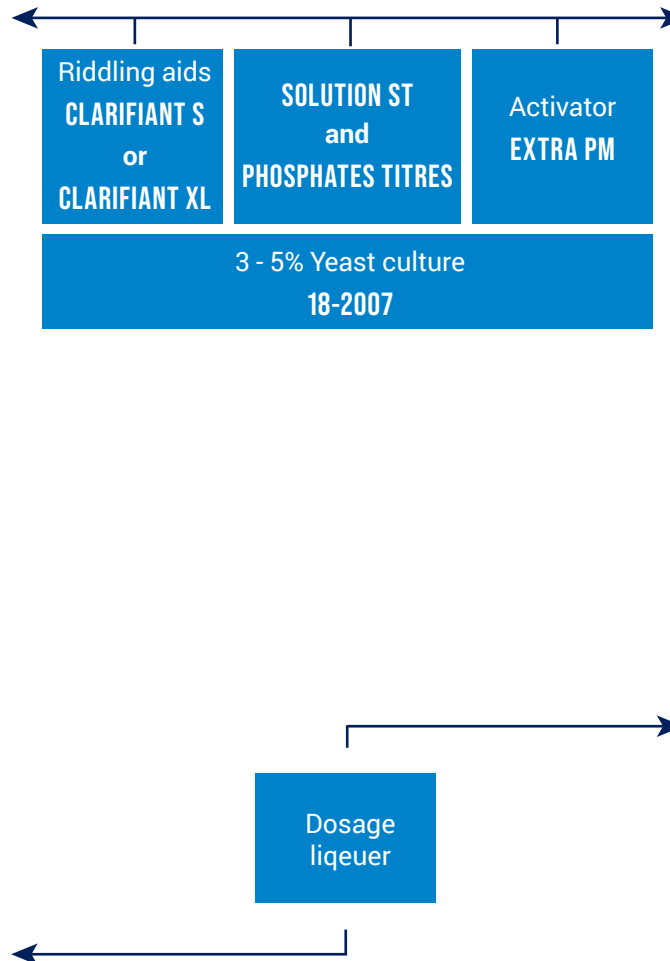 Riddling aids
CLARIFIANT S
or
CLARIFIANT XL
SOLUTION ST
and
PHOSPHATES TITRES
Activator
EXTRA PM
3 - 5% Yeast culture
18-2007
Dosage
liqeuer